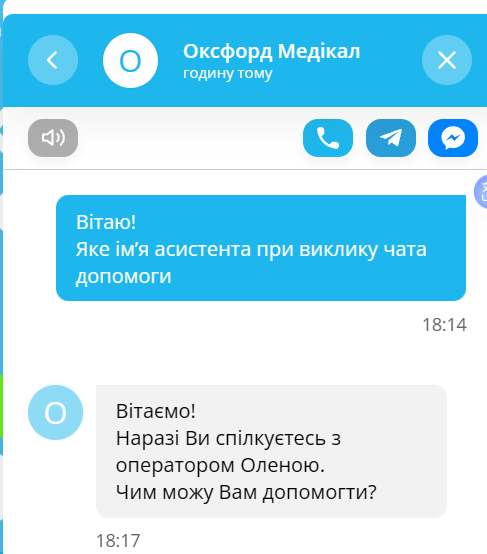 О
Оксфорд Медікал
годину тому
Вітаю!
Яке ім’я асистента при виклику чата
допомоги
18:14
О
Вітаємо!
Наразі Ви спілкуєтесь з
оператором Оленою.
Чим можу Вам допомогти?
18:17